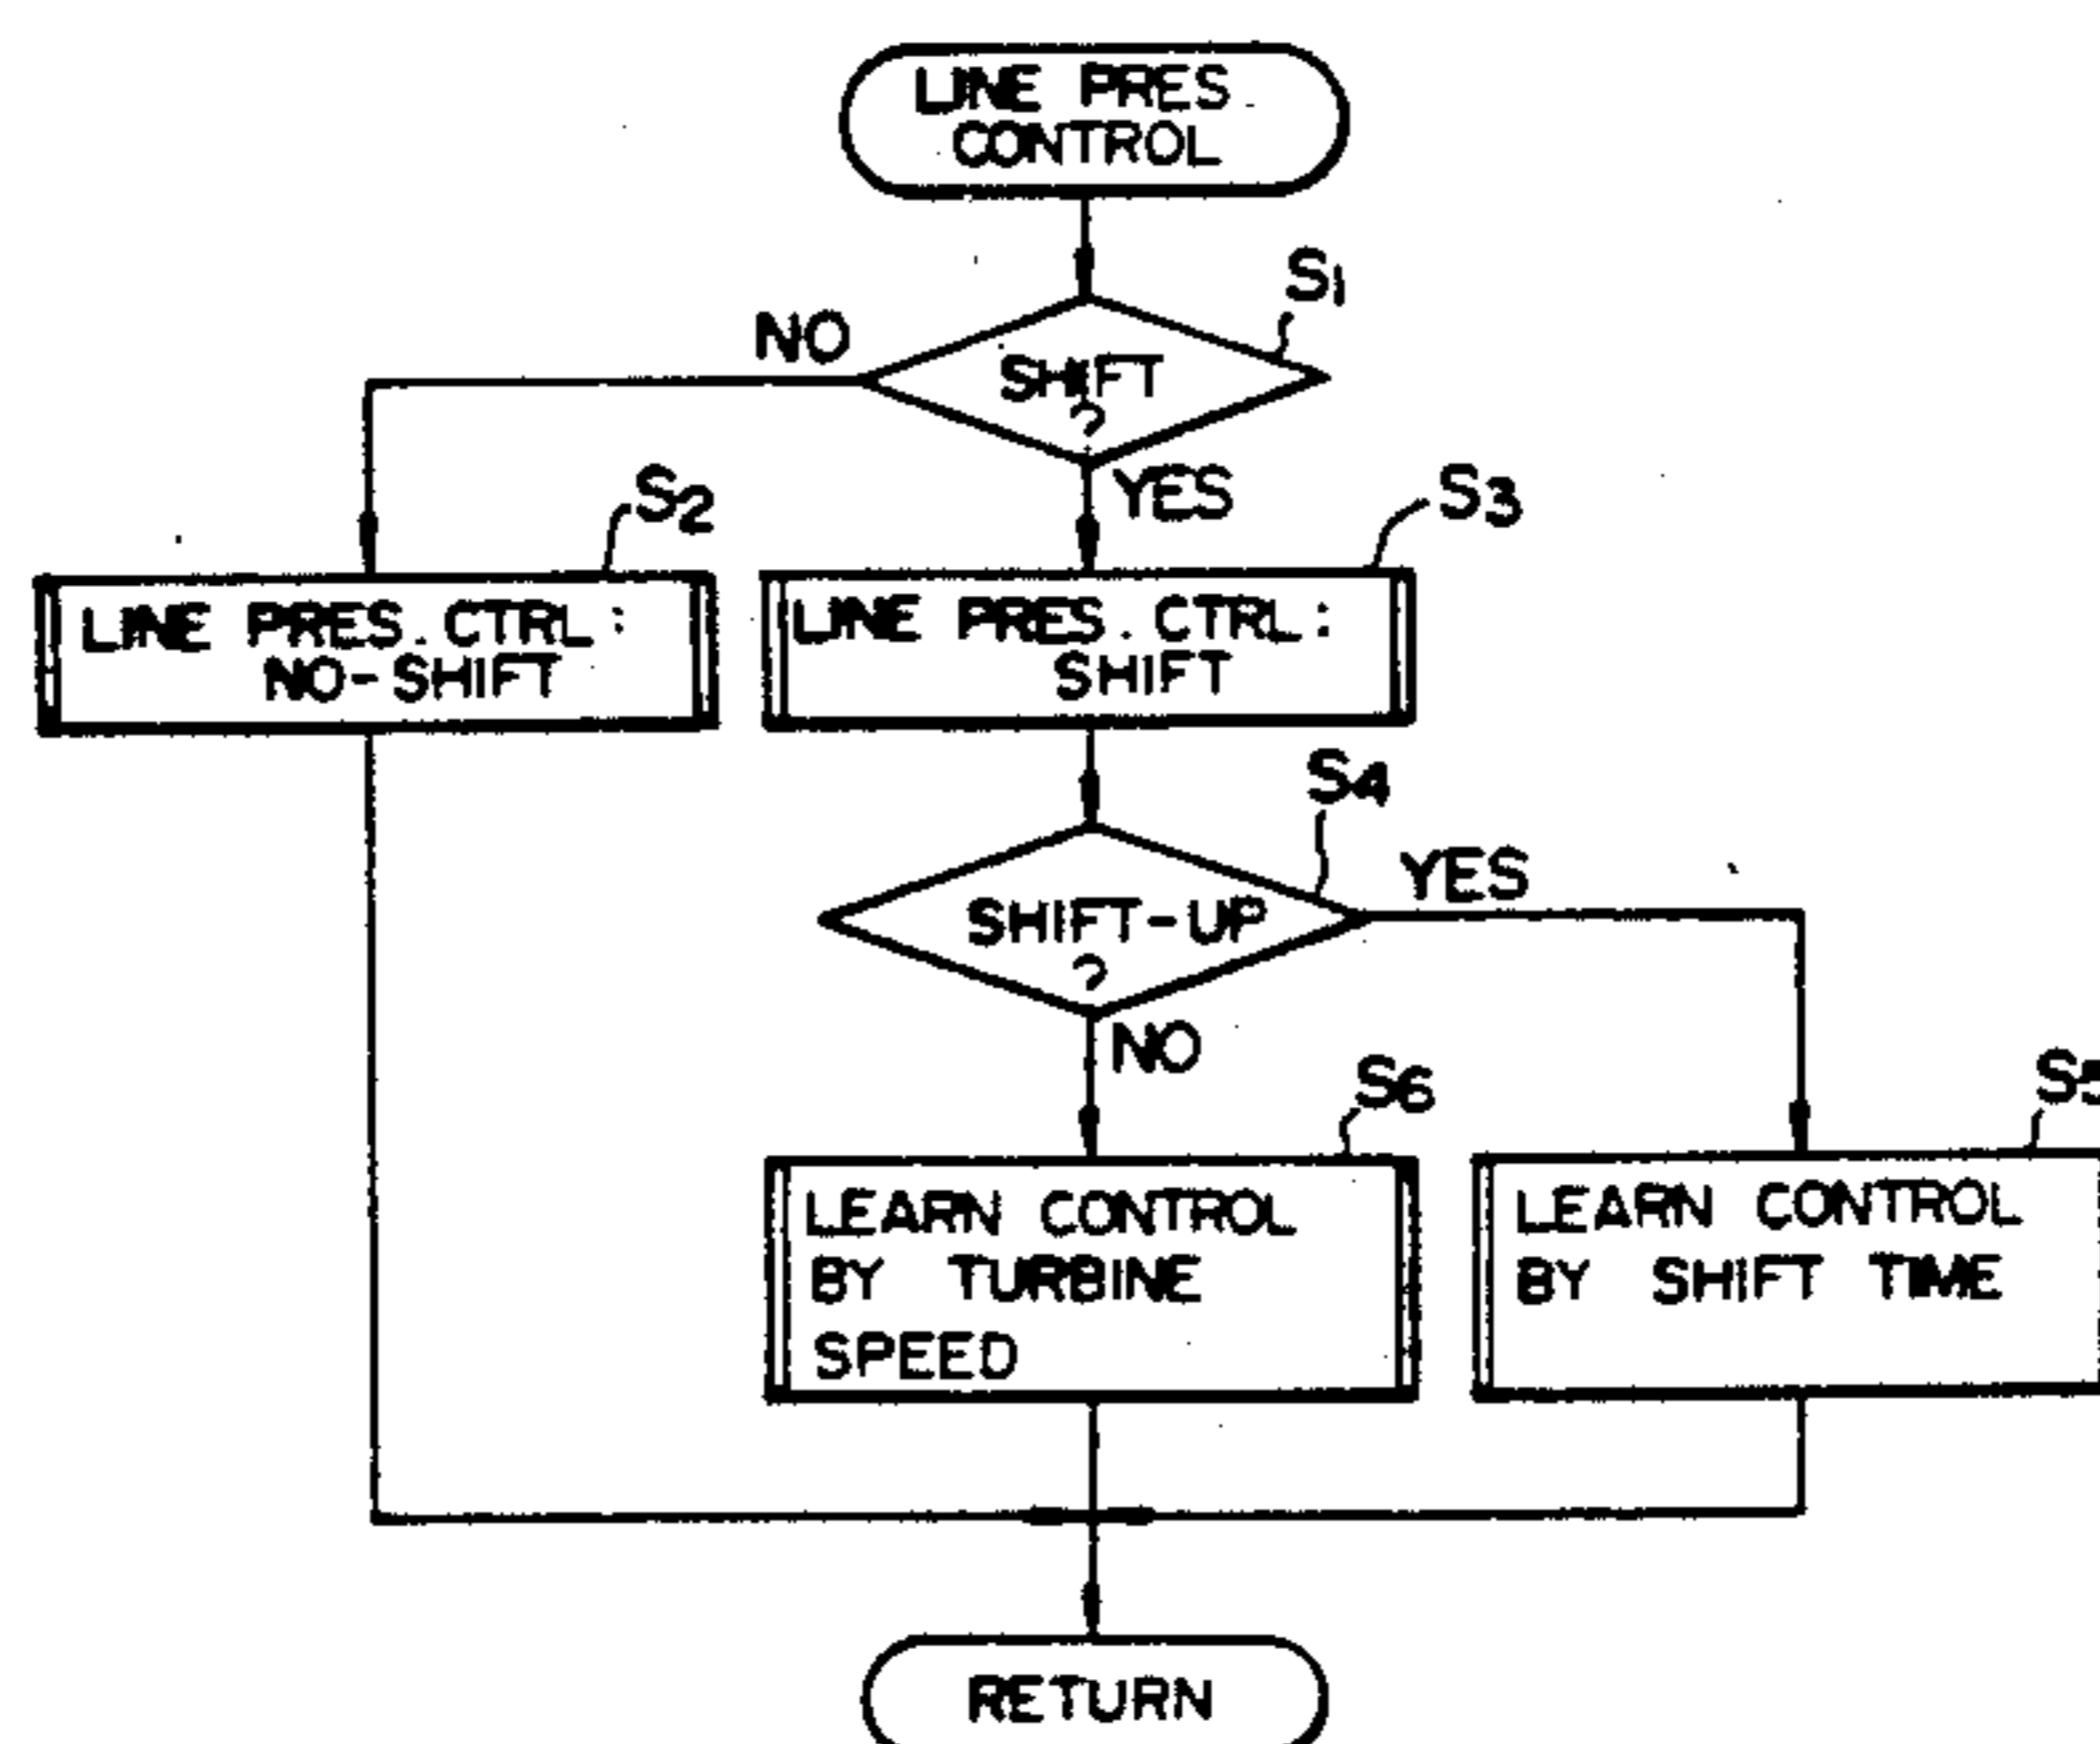 LINE PRES
CONTROL
S1
NO
SHIFT
?
YES
S2
S3
LINE PRES. CTRL:
NO-SHIFT
LINE PRES. CTRL:
SHIFT
S4
YES
SHIFT-UP
?
NO
S6
S5
LEARN CONTROL
BY TURBINE
SPEED
LEARN CONTROL
BY SHIFT TIME
RETURN